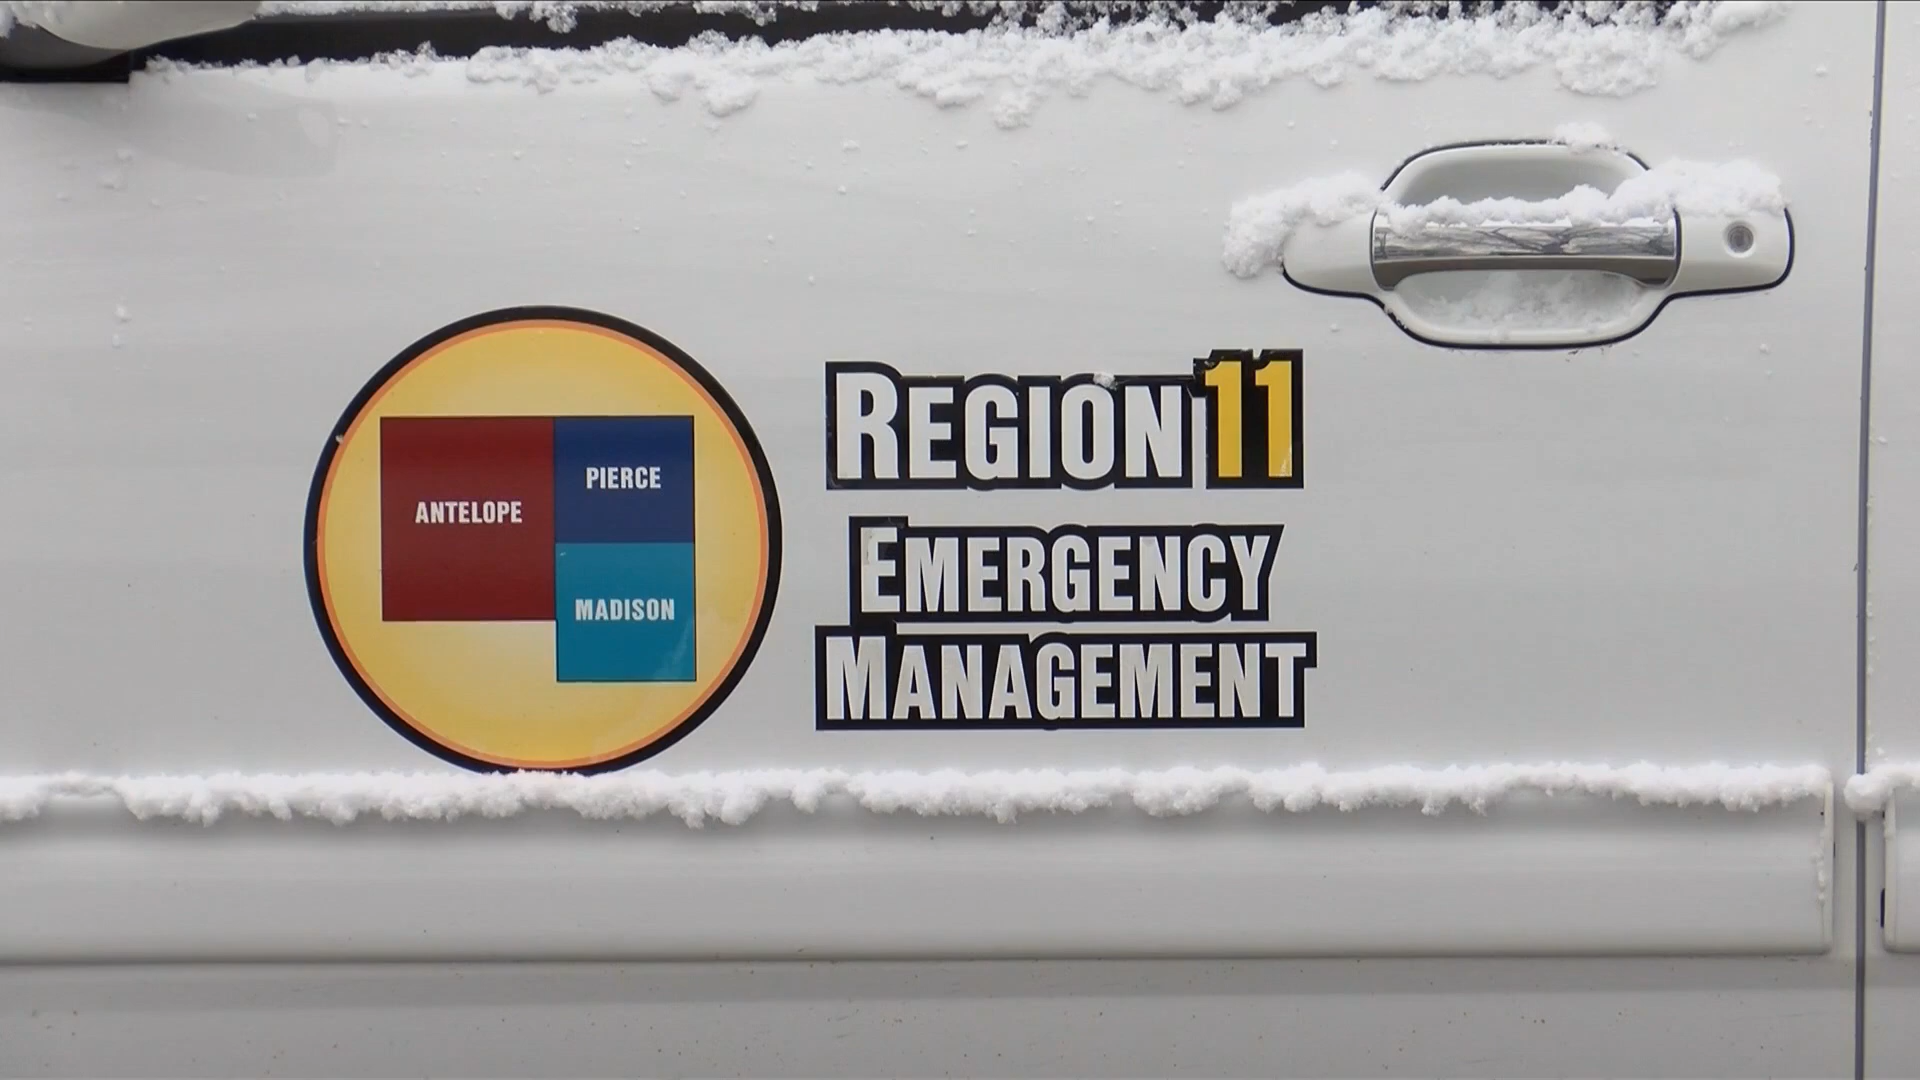 ANTELOPE
PIERCE
MADISON
REGION 11
EMERGENCY
MANAGEMENT